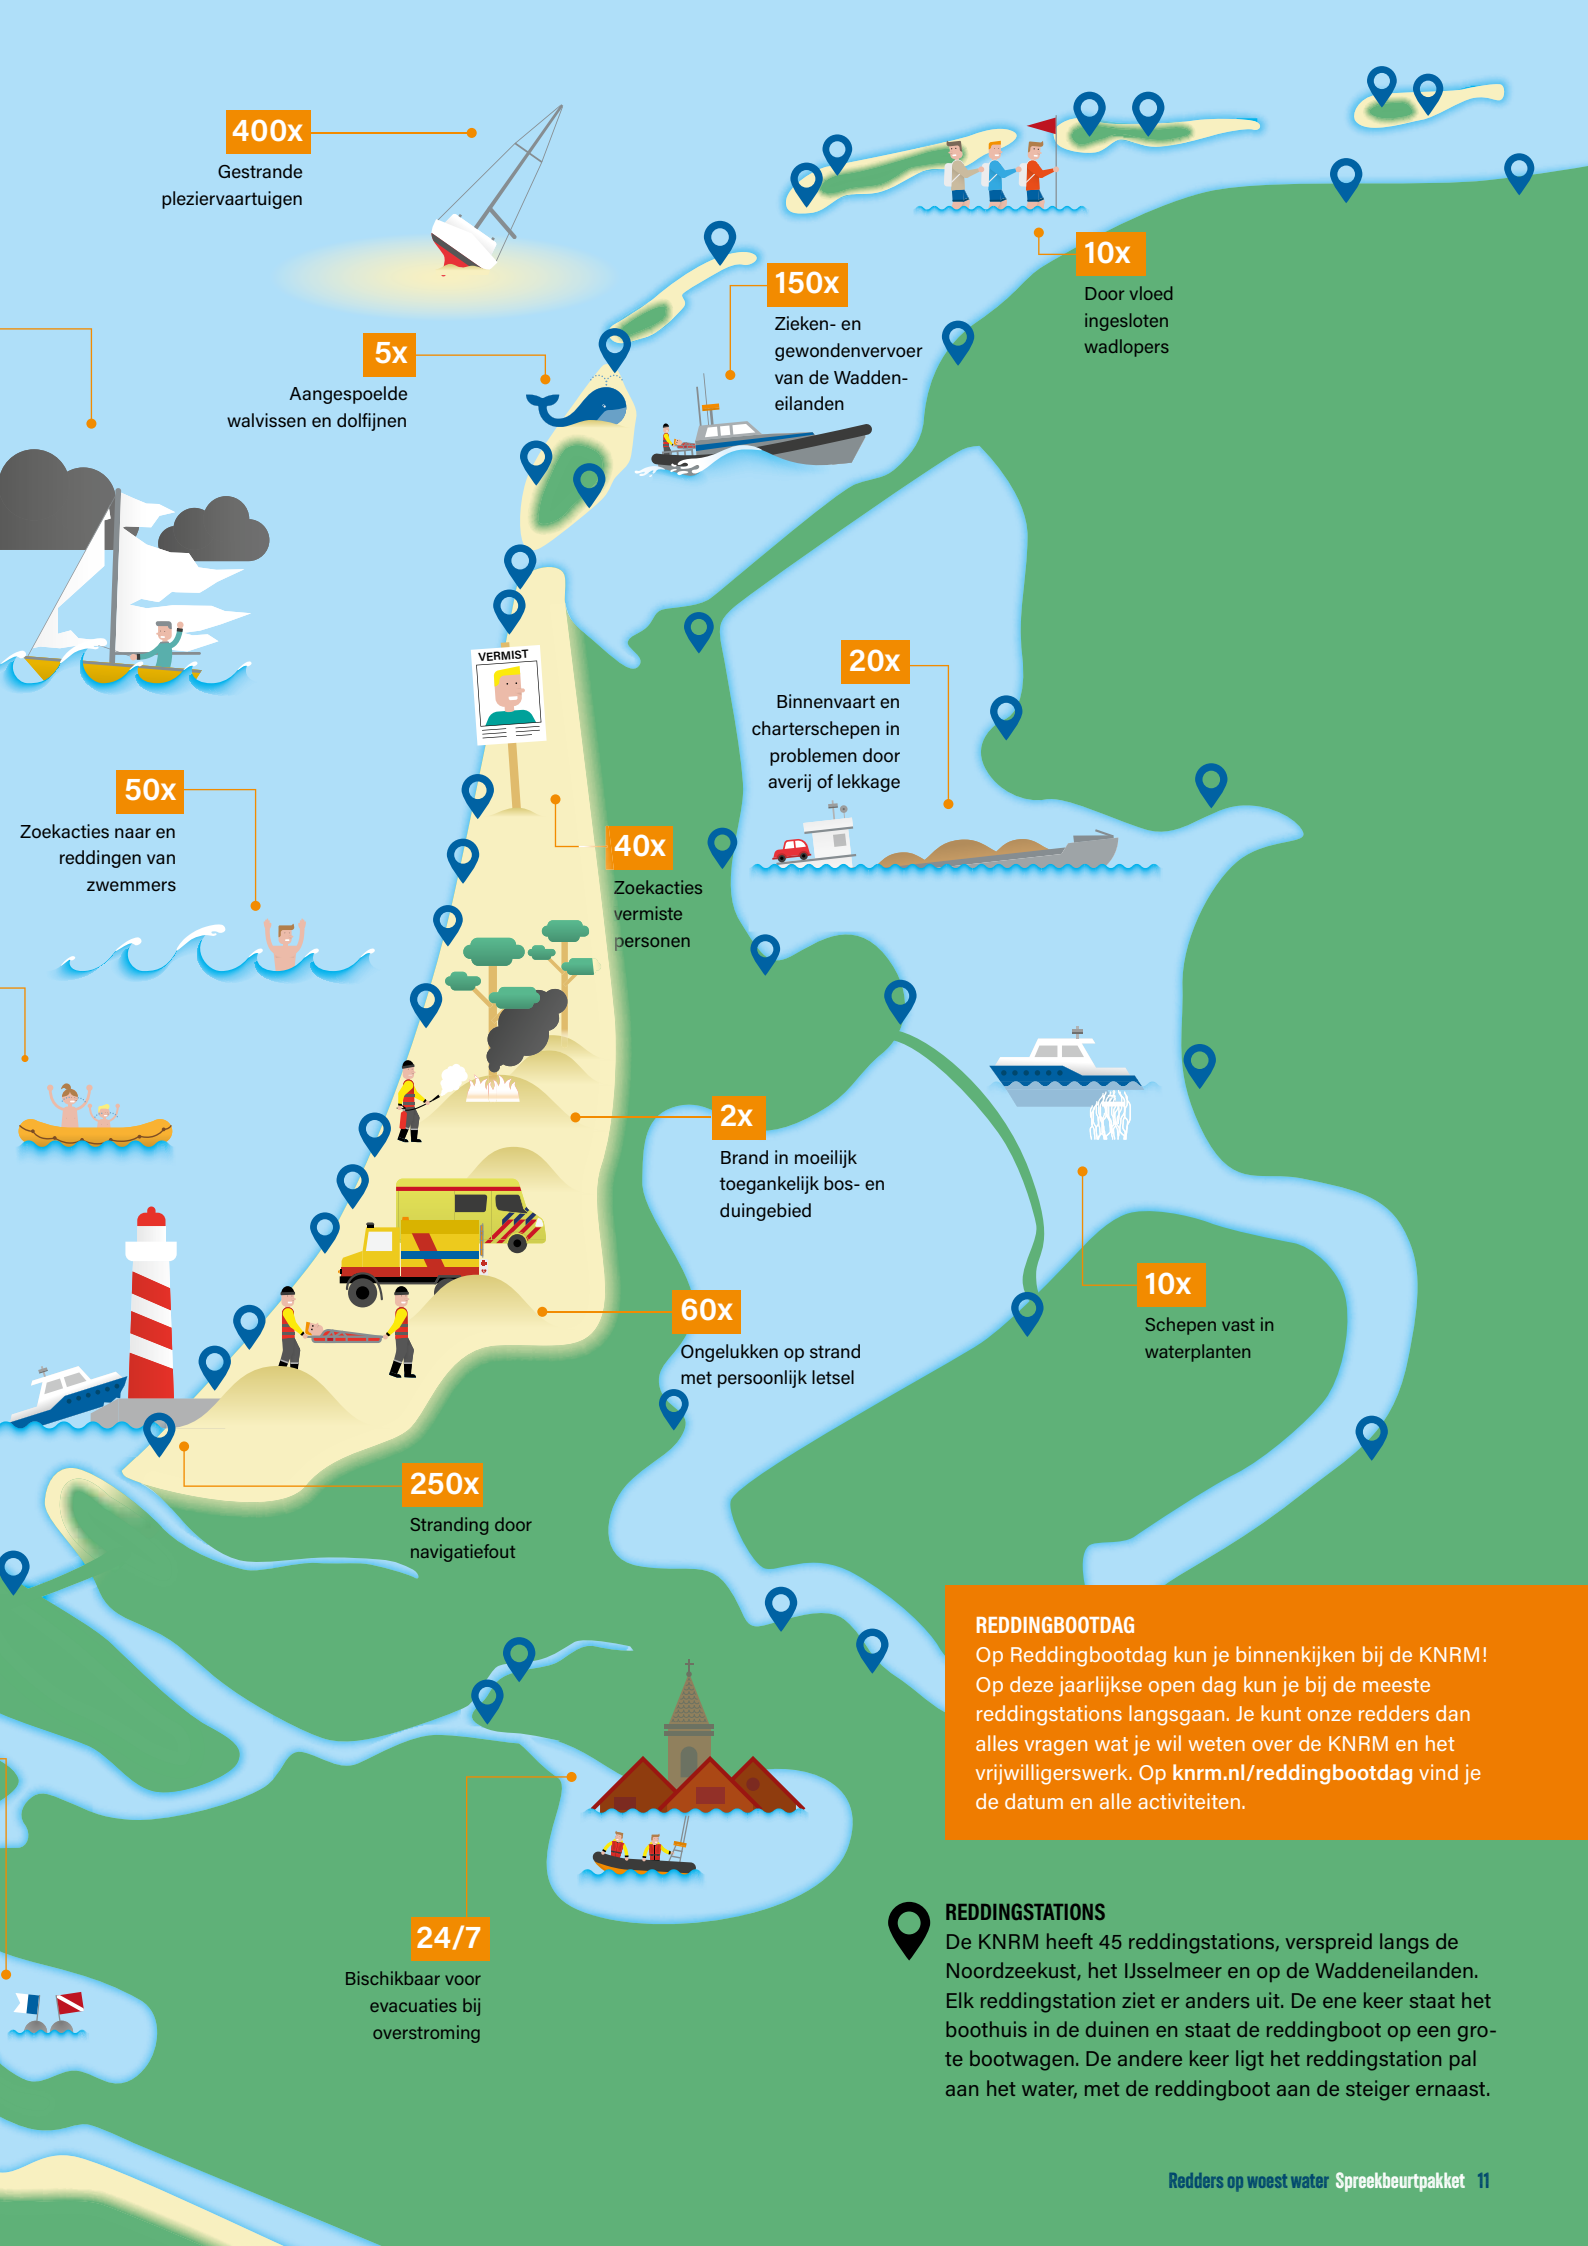 400x
Gestrande
pleziervaartuigen
10x
Door vloed
ingesloten
wadlopers
150x
Zieken- en
gewondenvervoer
van de Wadden-
eilanden
5x
Aangespoelde
walvissen en dolfijnen
VERMIST
20x
Binnenvaart en
charterschepen in
problemen door
averij of lekkage
50x
Zoekacties naar en
reddingen van
zwemmers
40x
Zoekacties
vermiste
personen
2x
Brand in moeilijk
toegankelijk bos- en
duingebied
10x
Schepen vast in
waterplanten
60x
Ongelukken op strand
met persoonlijk letsel
250x
Stranding door
navigatiefout
REDDINGBOOTDAG
Op Reddingbootdag kun je binnenkijken bij de KNRM!
Op deze jaarlijkse open dag kun je bij de meeste
reddingstations langsgaan. Je kunt onze redders dan
alles vragen wat je wil weten over de KNRM en het
vrijwilligerswerk. Op knrm.nl/reddingbootdag vind je
de datum en alle activiteiten.
24/7
Bischikbaar voor
evacuaties bij
overstroming
REDDINGSTATIONS
De KNRM heeft 45 reddingstations, verspreid langs de
Noordzeekust, het IJsselmeer en op de Waddeneilanden.
Elk reddingstation ziet er anders uit. De ene keer staat het
boothuis in de duinen en staat de reddingboot op een gro-
te bootwagen. De andere keer ligt het reddingstation pal
aan het water, met de reddingboot aan de steiger ernaast.
Redders op woest water Spreekbeurtpakket 11